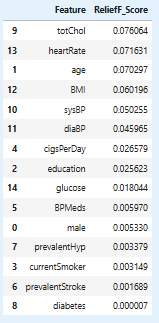 Feature ReliefF_Score
9 totChol 0.076064
13 heartRate 0.071631
1 age 0.070297
12 BMI 0.060196
10 sysBP 0.050255
11 diaBP 0.045965
4 cigsPerDay 0.026579
2 education 0.025623
14 glucose 0.018044
5 BPMeds 0.005970
0 male 0.005330
7 prevalentHyp 0.003379
3 currentSmoker 0.003149
6 prevalentStroke 0.001689
8 diabetes 0.000007